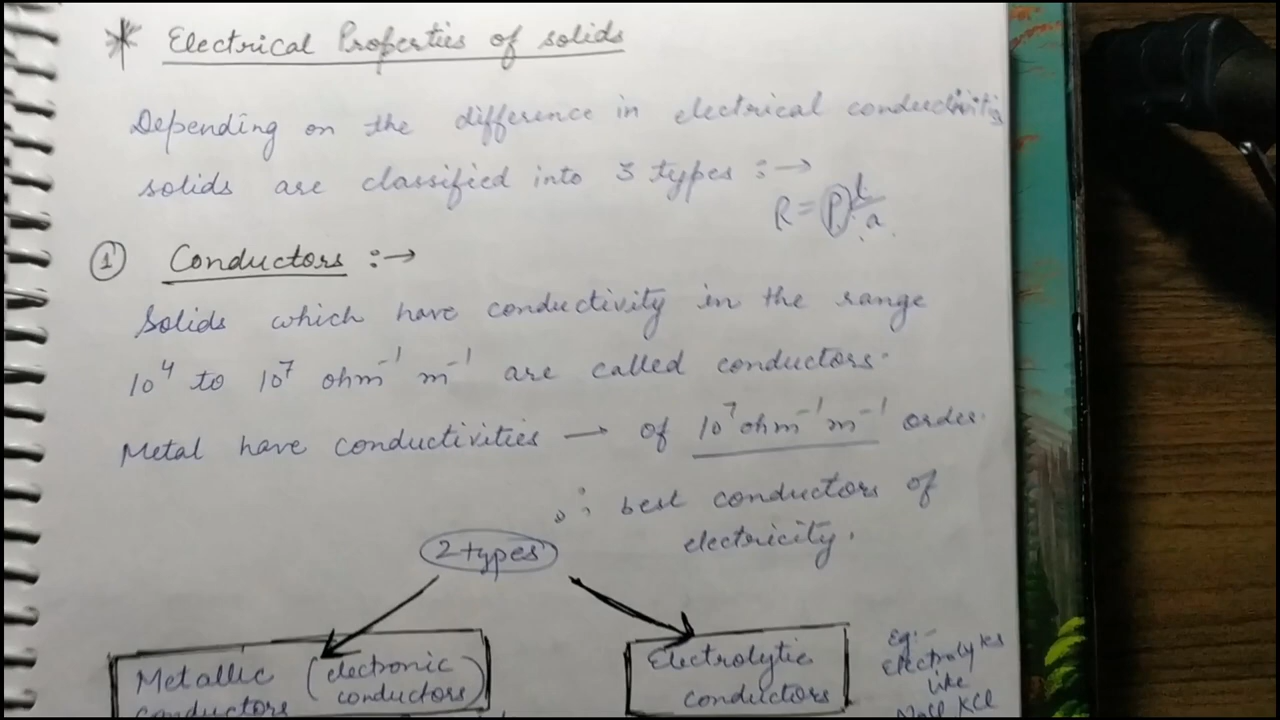 * Electrical Properties of solids
Depending on the difference in electrical conductivity
solids are classified into 3 types :→
R = ρ l/a
① Conductors :→
Solids which have conductivity in the range
10⁴ to 10⁷ ohm⁻¹ m⁻¹ are called conductors.
Metal have conductivities → of 10⁷ ohm⁻¹ m⁻¹ order.
∴ best conductors of
electricity.
2 types
Metallic (electronic
conductors conductors)
Electrolytic
conductors
Eg:-
Electrolytes
like
NaCl KCl